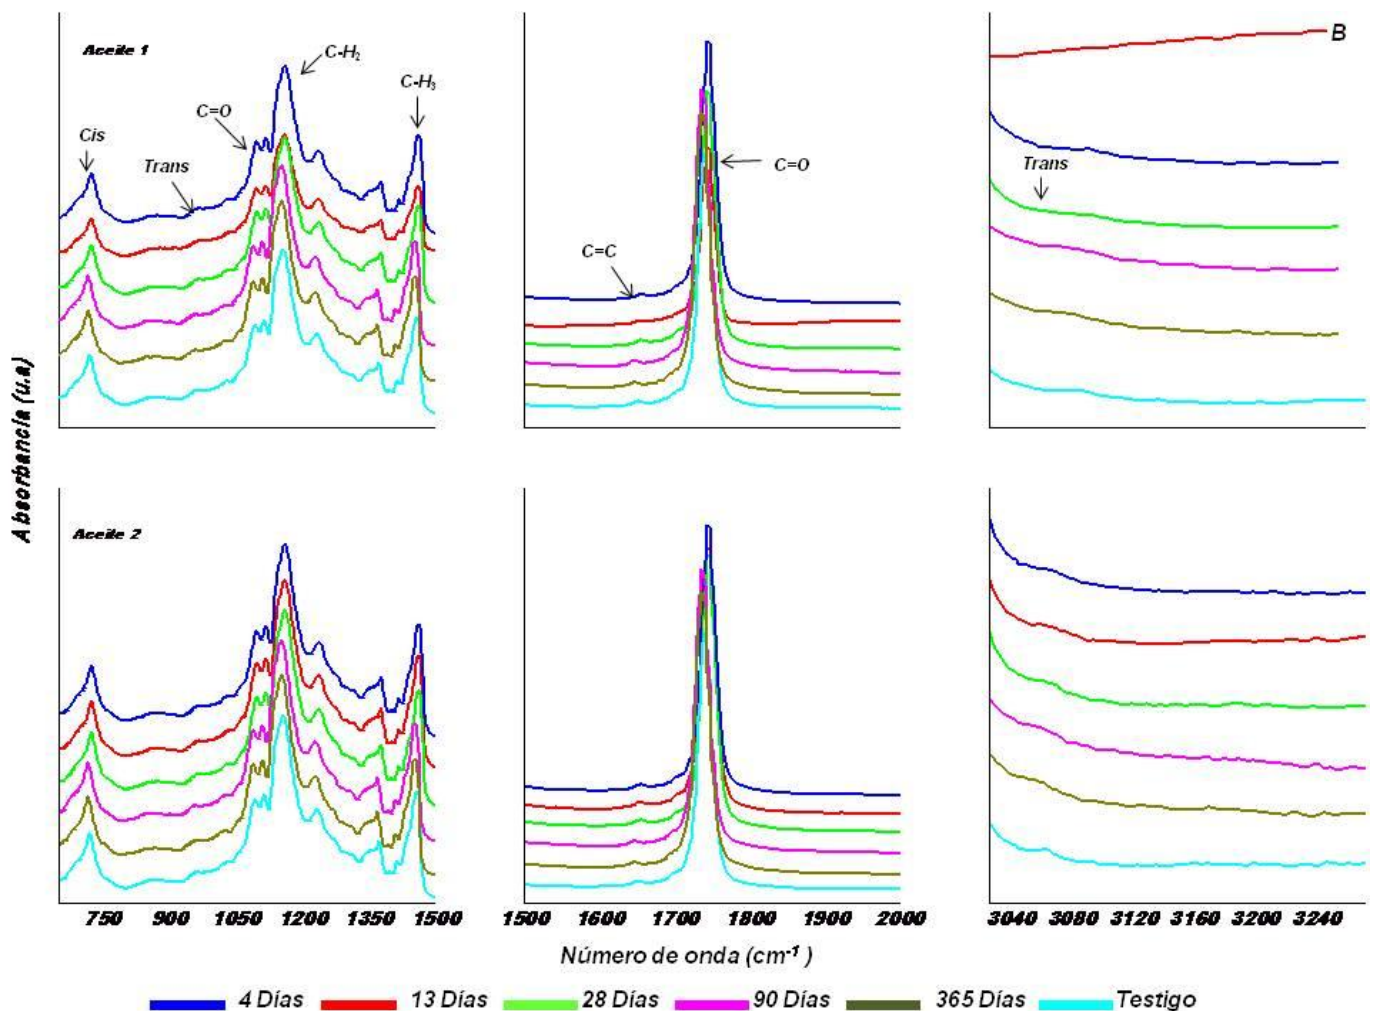 Aceite 1
Cis
Trans
C=O
C-H₂
C-H₃
C=C
C=O
B
Trans
Absorbancia (u.a)
Aceite 2
750 900 1050 1200 1350 1500
1500 1600 1700 1800 1900 2000
3040 3080 3120 3160 3200 3240
Número de onda (cm⁻¹ )
4 Días 13 Días 28 Días 90 Días 365 Días Testigo